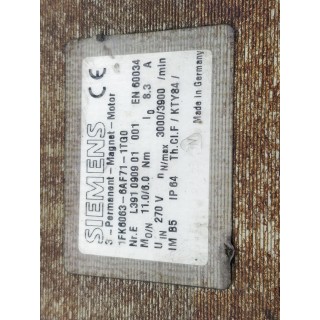 SIEMENS CE
3 - Permanent - Magnet - Motor
1FK6063-6AF71-1TG0
Nr.E L391 0909 01 001 EN 60034
M0/N 11.0/6.0 Nm I0 8.3 A
UIN 270 V nN/max 3000/3900 /min
IM B5 IP 64 Th.Cl.F / KTY84 /
Made in Germany